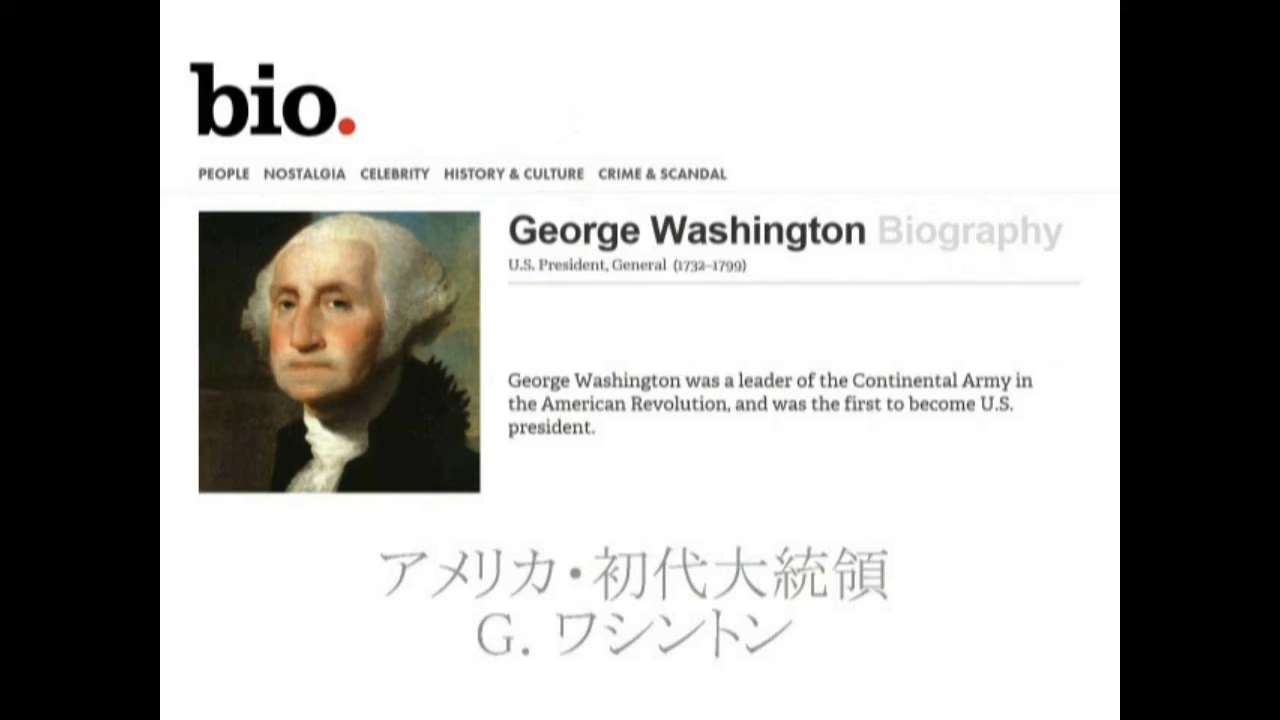 bio.
PEOPLE NOSTALGIA CELEBRITY HISTORY & CULTURE CRIME & SCANDAL
George Washington Biography
U.S. President, General (1732–1799)
George Washington was a leader of the Continental Army in
the American Revolution, and was the first to become U.S.
president.
アメリカ・初代大統領
G. ワシントン